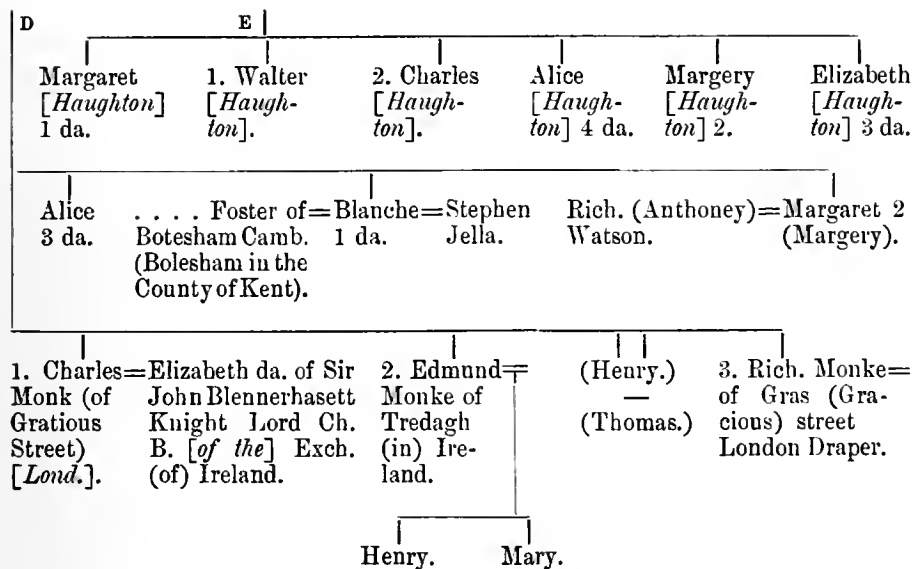 D E
Margaret 1. Walter 2. Charles Alice Margery Elizabeth
[Haughton] [Haugh- [Haugh- [Haugh- [Haugh- [Haugh-
1 da. ton]. ton]. ton] 4 da. ton] 2. ton] 3 da.
Alice . . . . Foster of=Blanche=Stephen Rich. (Anthoney)=Margaret 2
3 da. Botesham Camb. 1 da. Jella. Watson. (Margery).
(Bolesham in the
County of Kent).
1. Charles=Elizabeth da. of Sir 2. Edmund= (Henry.) 3. Rich. Monke=
Monk (of John Blennerhasett Monke of — of Gras (Gra-
Gratious Knight Lord Ch. Tredagh (Thomas.) cious) street
Street) B. [of the] Exch. (in) Ire- London Draper.
[Lond.]. (of) Ireland. land.
Henry. Mary.